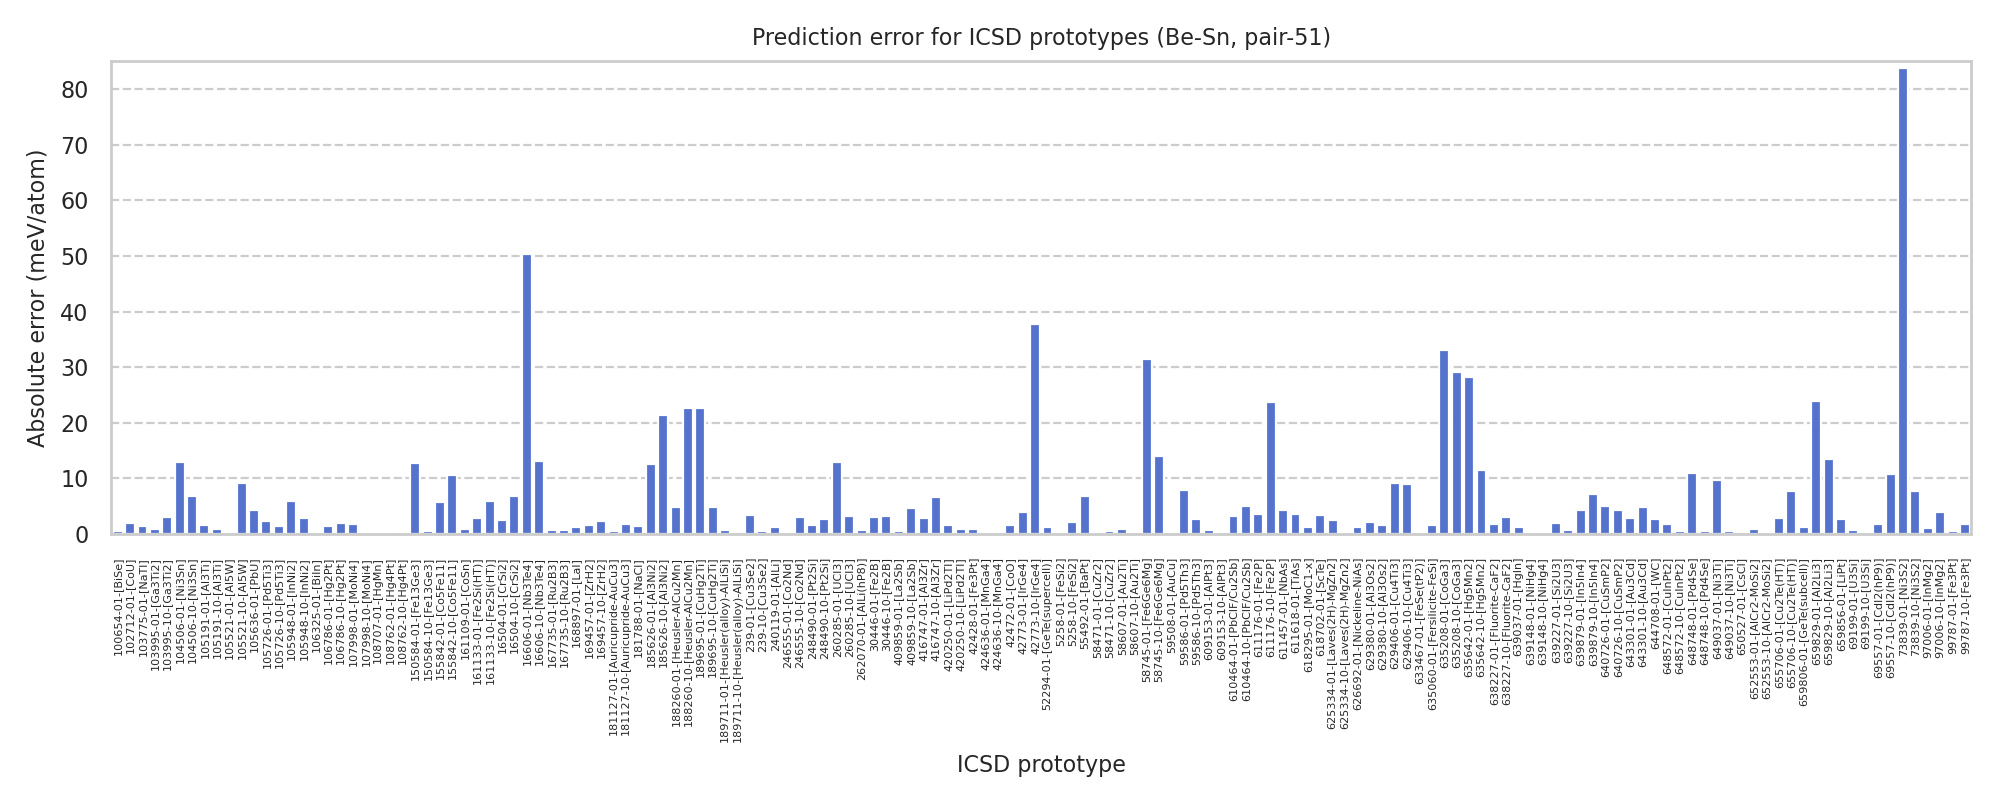 Prediction error for ICSD prototypes (Be-Sn, pair-51)
Absolute error (meV/atom)
80
70
60
50
40
30
20
10
0
100654-01-[BiSe]
102712-01-[CoU]
103775-01-[NaTl]
103995-01-[Ga3Ti2]
103995-10-[Ga3Ti2]
104506-01-[Ni3Sn]
104506-10-[Ni3Sn]
105191-01-[Al3Ti]
105191-10-[Al3Ti]
105521-01-[Al5W]
105521-10-[Al5W]
105636-01-[PbU]
105726-01-[Pd5Ti3]
105726-10-[Pd5Ti3]
105948-01-[InNi2]
105948-10-[InNi2]
106325-01-[BiIn]
106786-01-[Hg2Pt]
106786-10-[Hg2Pt]
107998-01-[MoNi4]
107998-10-[MoNi4]
108707-01-[HgMn]
108762-01-[Hg4Pt]
108762-10-[Hg4Pt]
150584-01-[Fe13Ge3]
150584-10-[Fe13Ge3]
155842-01-[Co5Fe11]
155842-10-[Co5Fe11]
161109-01-[CoSn]
161133-01-[Fe2Si(HT)]
161133-10-[Fe2Si(HT)]
16504-01-[CrSi2]
16504-10-[CrSi2]
16606-01-[Nb3Te4]
16606-10-[Nb3Te4]
167735-01-[Ru2B3]
167735-10-[Ru2B3]
168897-01-[LaI]
169457-01-[ZrH2]
169457-10-[ZrH2]
181127-01-[Auricupride-AuCu3]
181127-10-[Auricupride-AuCu3]
181788-01-[NaCl]
185626-01-[Al3Ni2]
185626-10-[Al3Ni2]
188260-01-[Heusler-AlCu2Mn]
188260-10-[Heusler-AlCu2Mn]
189695-01-[CuHg2Ti]
189695-10-[CuHg2Ti]
189711-01-[Heusler(alloy)-AlLiSi]
189711-10-[Heusler(alloy)-AlLiSi]
239-01-[Cu3Se2]
239-10-[Cu3Se2]
240119-01-[AlLi]
246555-01-[Co2Nd]
246555-10-[Co2Nd]
248490-01-[Pt2Si]
248490-10-[Pt2Si]
260285-01-[UCl3]
260285-10-[UCl3]
262070-01-[AlLi(hP8)]
30446-01-[Fe2B]
30446-10-[Fe2B]
409859-01-[La2Sb]
409859-10-[La2Sb]
416747-01-[Al3Zr]
416747-10-[Al3Zr]
420250-01-[LiPd2Tl]
420250-10-[LiPd2Tl]
42428-01-[Fe3Pt]
424636-01-[MnGa4]
424636-10-[MnGa4]
42472-01-[CoO]
42773-01-[IrGe4]
42773-10-[IrGe4]
52294-01-[GeTe(supercell)]
5258-01-[FeSi2]
5258-10-[FeSi2]
55492-01-[BaPt]
58471-01-[CuZr2]
58471-10-[CuZr2]
58607-01-[Au2Ti]
58607-10-[Au2Ti]
58745-01-[Fe6Ge6Mg]
58745-10-[Fe6Ge6Mg]
59508-01-[AuCu]
59586-01-[Pd5Th3]
59586-10-[Pd5Th3]
609153-01-[AlPt3]
609153-10-[AlPt3]
610464-01-[PbClF/Cu2Sb]
610464-10-[PbClF/Cu2Sb]
611176-01-[Fe2P]
611176-10-[Fe2P]
611457-01-[NbAs]
611618-01-[TiAs]
618295-01-[MoC1-x]
618702-01-[ScTe]
625334-01-[Laves(2H)-MgZn2]
625334-10-[Laves(2H)-MgZn2]
626692-01-[Nickeline-NiAs]
629380-01-[Al3Os2]
629380-10-[Al3Os2]
629406-01-[Cu4Ti3]
629406-10-[Cu4Ti3]
633467-01-[FeSe(tP2)]
635060-01-[Fersilicite-FeSi]
635208-01-[CoGa3]
635208-10-[CoGa3]
635642-01-[Hg5Mn2]
635642-10-[Hg5Mn2]
638227-01-[Fluorite-CaF2]
638227-10-[Fluorite-CaF2]
639037-01-[HgIn]
639148-01-[NiHg4]
639148-10-[NiHg4]
639227-01-[Si2U3]
639227-10-[Si2U3]
639879-01-[In5In4]
639879-10-[In5In4]
640726-01-[CuSmP2]
640726-10-[CuSmP2]
643301-01-[Au3Cd]
643301-10-[Au3Cd]
644708-01-[WC]
648572-01-[CuInPt2]
648572-10-[CuInPt2]
648748-01-[Pd4Se]
648748-10-[Pd4Se]
649037-01-[Ni3Ti]
649037-10-[Ni3Ti]
650527-01-[CsCl]
652553-01-[AlCr2-MoSi2]
652553-10-[AlCr2-MoSi2]
655706-01-[Cu2Te(HT)]
655706-10-[Cu2Te(HT)]
659806-01-[GeTe(subcell)]
659829-01-[Al2Li3]
659829-10-[Al2Li3]
659856-01-[LiPt]
69199-01-[U3Si]
69199-10-[U3Si]
69557-01-[CdI2(hP9)]
69557-10-[CdI2(hP9)]
73839-01-[Ni3S2]
73839-10-[Ni3S2]
97006-01-[InMg2]
97006-10-[InMg2]
99787-01-[Fe3Pt]
99787-10-[Fe3Pt]
ICSD prototype